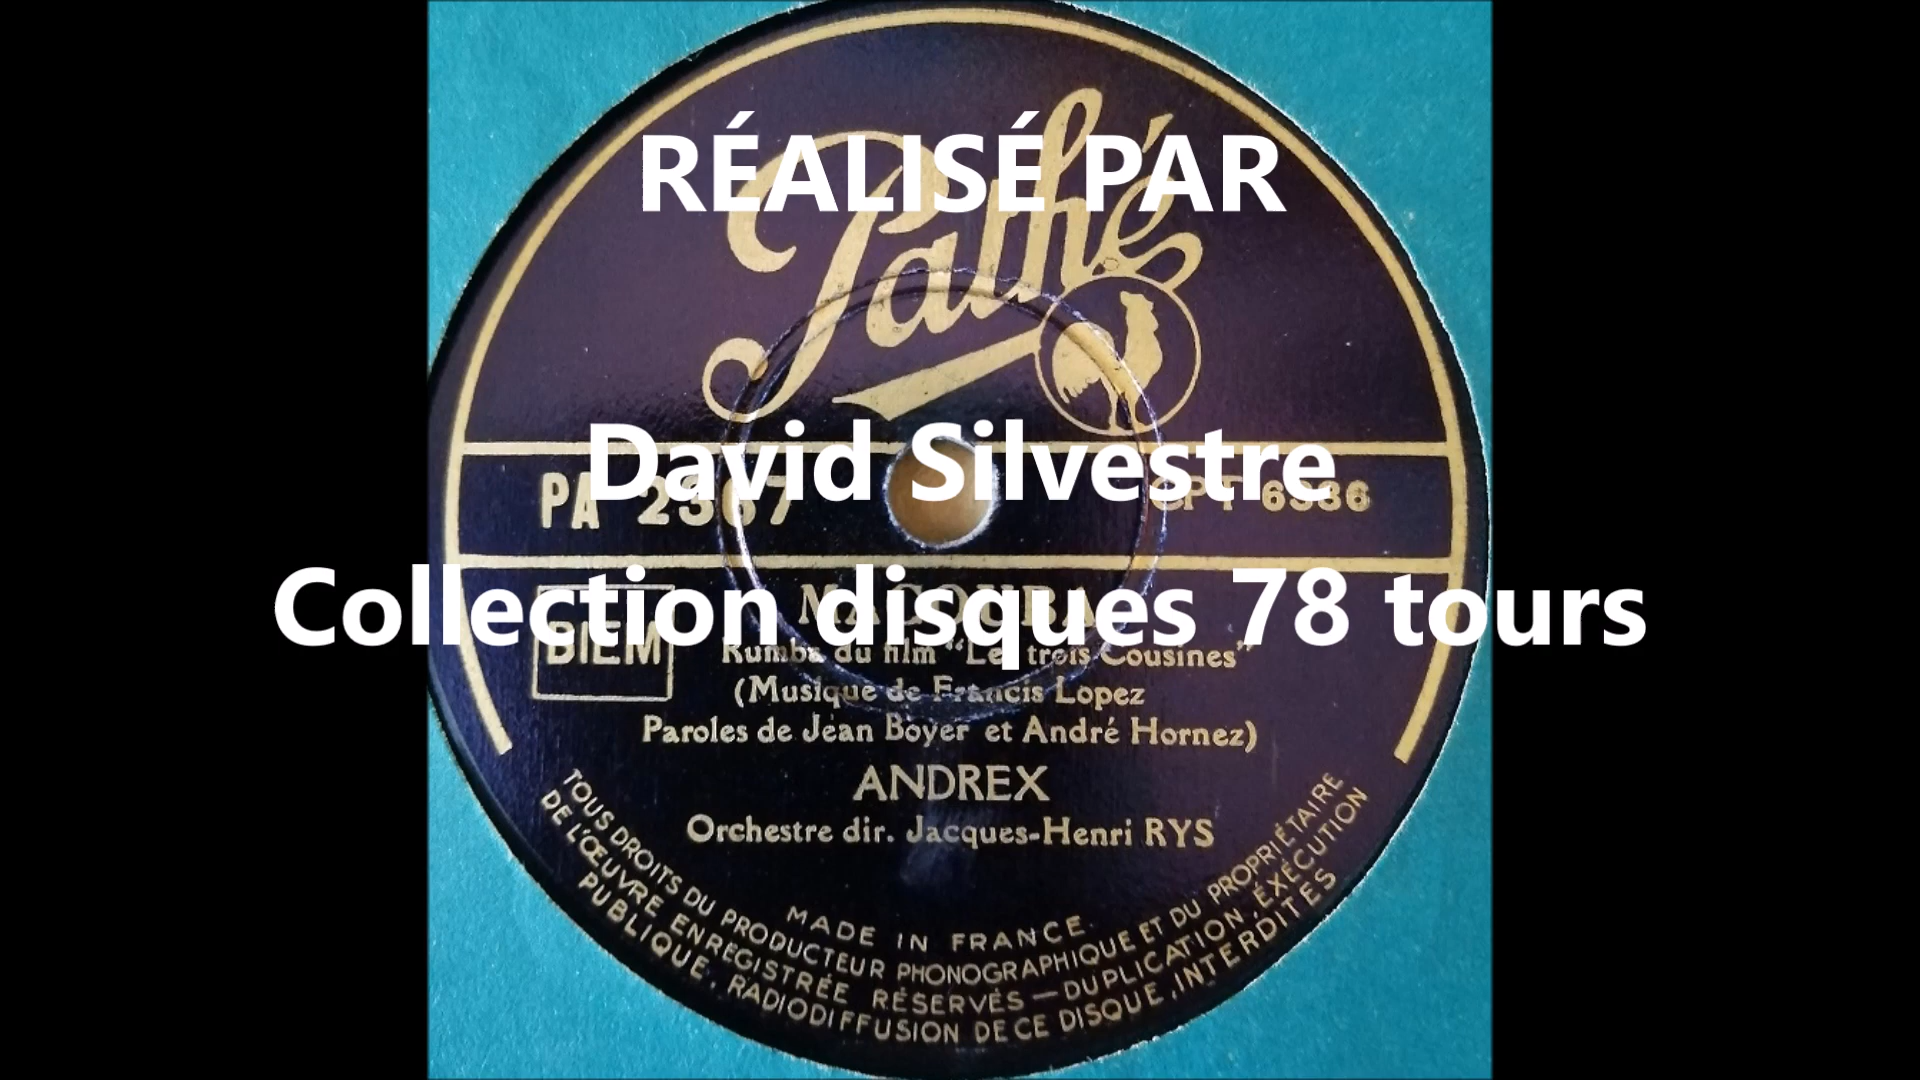 RÉALISÉ PAR
Pathé
David Silvestre
PA
Collection disques 78 tours
BIEM
Rumba du film "Les trois Cousines"
(Musique de Francis Lopez
Paroles de Jean Boyer et André Hornez)
ANDREX
Orchestre dir. Jacques-Henri RYS
MADE IN FRANCE
TOUS DROITS DU PRODUCTEUR PHONOGRAPHIQUE ET DU PROPRIÉTAIRE
DE L'ŒUVRE ENREGISTRÉE RÉSERVÉS — DUPLICATION, ÉXÉCUTION
PUBLIQUE, RADIODIFFUSION DE CE DISQUE, INTERDITES